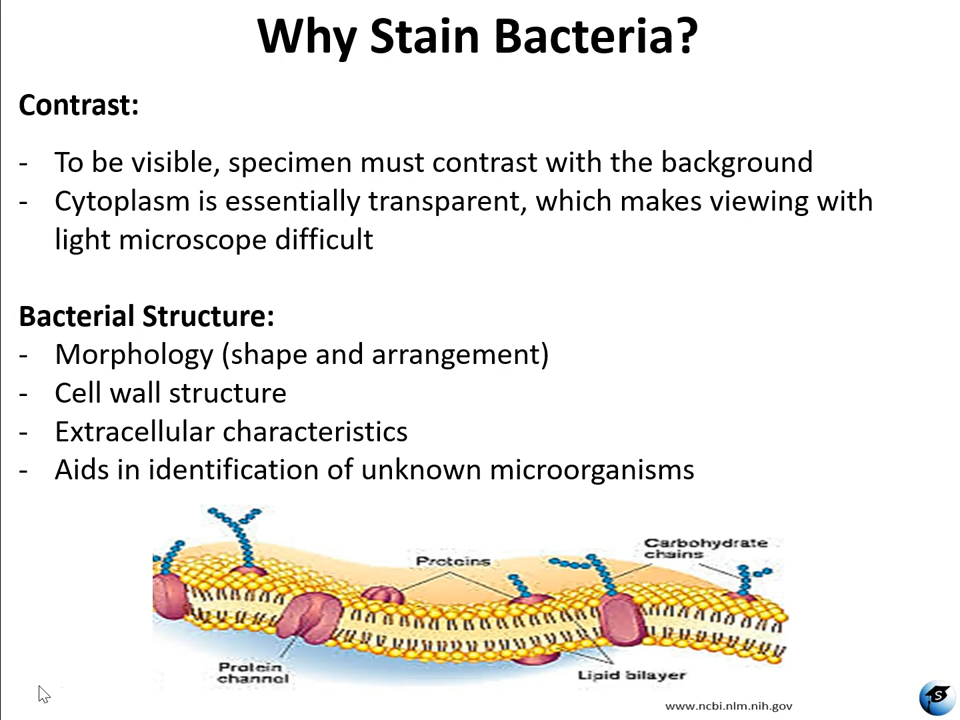 Why Stain Bacteria?
Contrast:
- To be visible, specimen must contrast with the background
- Cytoplasm is essentially transparent, which makes viewing with
light microscope difficult
Bacterial Structure:
- Morphology (shape and arrangement)
- Cell wall structure
- Extracellular characteristics
- Aids in identification of unknown microorganisms
Carbohydrate
chains
Proteins
Protein
channel
Lipid bilayer
www.ncbi.nlm.nih.gov
S